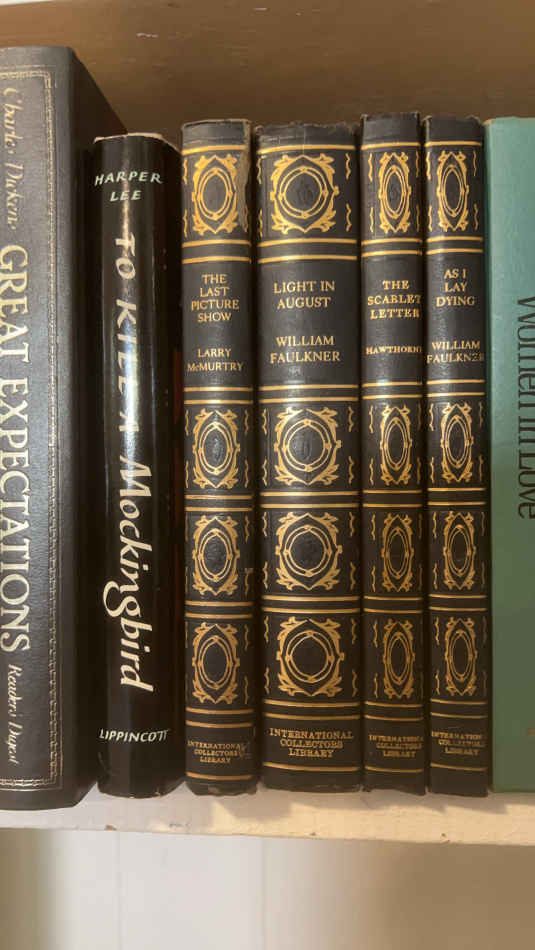 Charles Dickens
GREAT EXPECTATIONS
Reader's Digest
HARPER
LEE
TO KILL A Mockingbird
LIPPINCOTT
THE
LAST
PICTURE
SHOW
LARRY
McMURTRY
INTERNATIONAL
COLLECTORS
LIBRARY
LIGHT IN
AUGUST
WILLIAM
FAULKNER
INTERNATIONAL
COLLECTORS
LIBRARY
THE
SCARLET
LETTER
HAWTHORNE
INTERNATIONAL
COLLECTORS
LIBRARY
AS I
LAY
DYING
WILLIAM
FAULKNER
INTERNATIONAL
COLLECTORS
LIBRARY
Women in Love